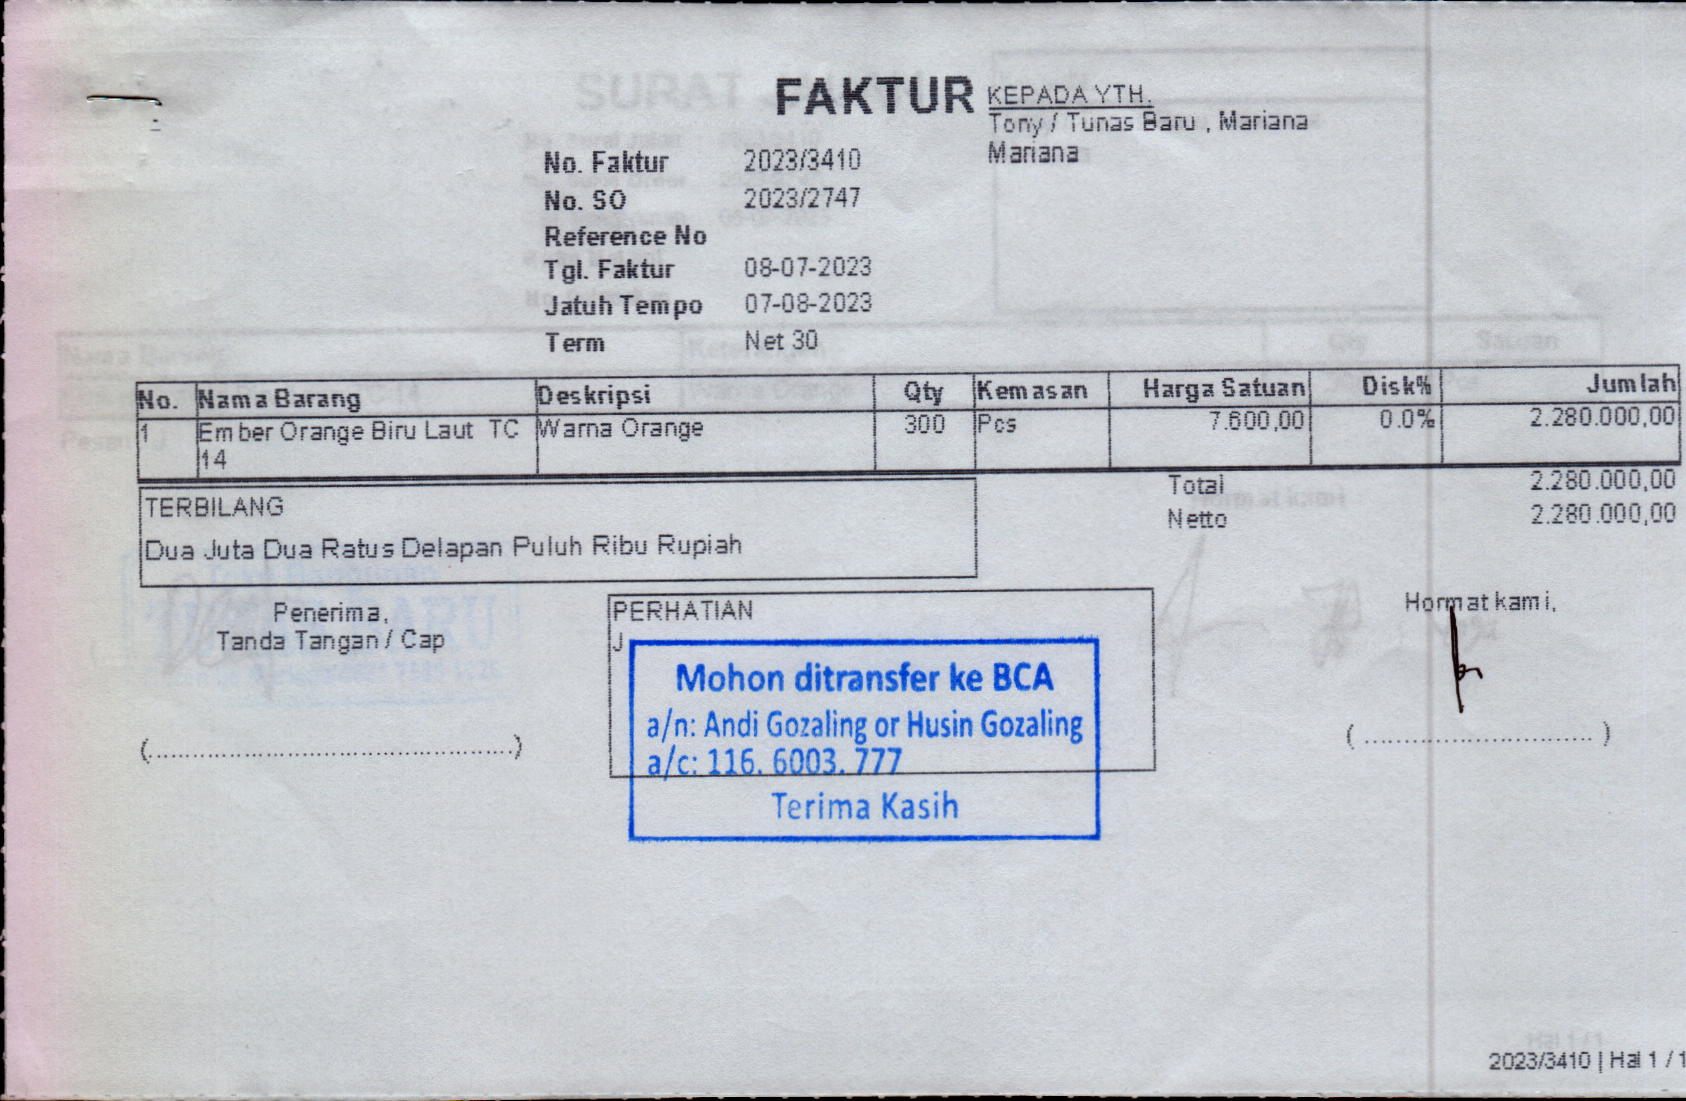 FAKTUR
KEPADA YTH.
Tony / Tunas Baru , Mariana
Mariana
No. Faktur 2023/3410
No. SO 2023/2747
Reference No
Tgl. Faktur 08-07-2023
Jatuh Tempo 07-08-2023
Term Net 30
No. Nama Barang Deskripsi Qty Kemasan Harga Satuan Disk% Jumlah
1 Ember Orange Biru Laut TC Warna Orange 300 Pcs 7.600,00 0.0% 2.280.000,00
14
Total 2.280.000,00
Netto 2.280.000,00
TERBILANG
Dua Juta Dua Ratus Delapan Puluh Ribu Rupiah
Penerima,
Tanda Tangan / Cap
(..................................................)
PERHATIAN
J
Mohon ditransfer ke BCA
a/n: Andi Gozaling or Husin Gozaling
a/c: 116. 6003. 777
Terima Kasih
Hormat kami,
( ............................. )
2023/3410 | Hal 1 / 1